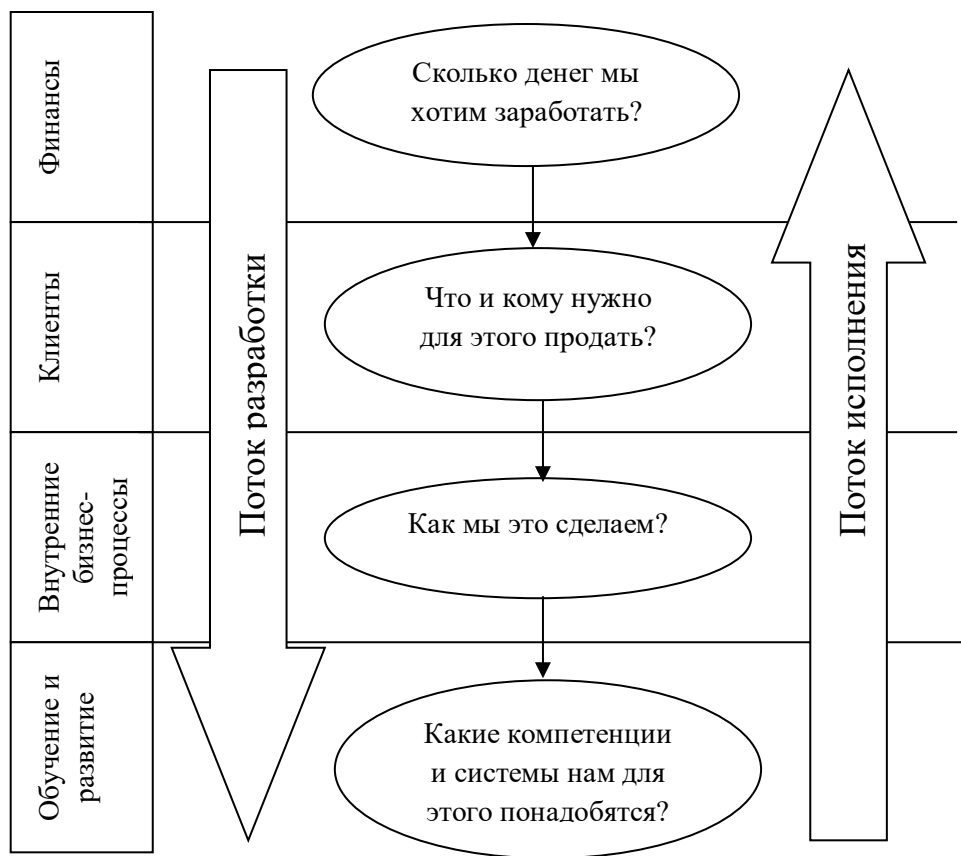 Финансы
Сколько денег мы
хотим заработать?
Клиенты
Что и кому нужно
для этого продать?
Внутренние
бизнес-
процессы
Как мы это сделаем?
Обучение и
развитие
Какие компетенции
и системы нам для
этого понадобятся?
Поток разработки
Поток исполнения